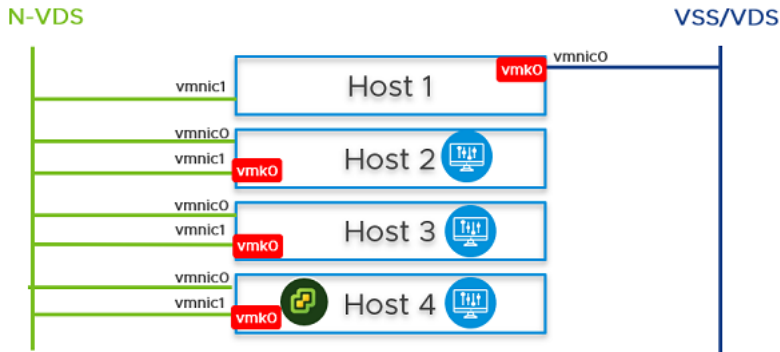 N-VDS
VSS/VDS
vmnic0
vmk0
vmnic1
Host 1
vmnic0
vmnic1
vmk0
Host 2
vmnic0
vmnic1
vmk0
Host 3
vmnic0
vmnic1
vmk0
Host 4